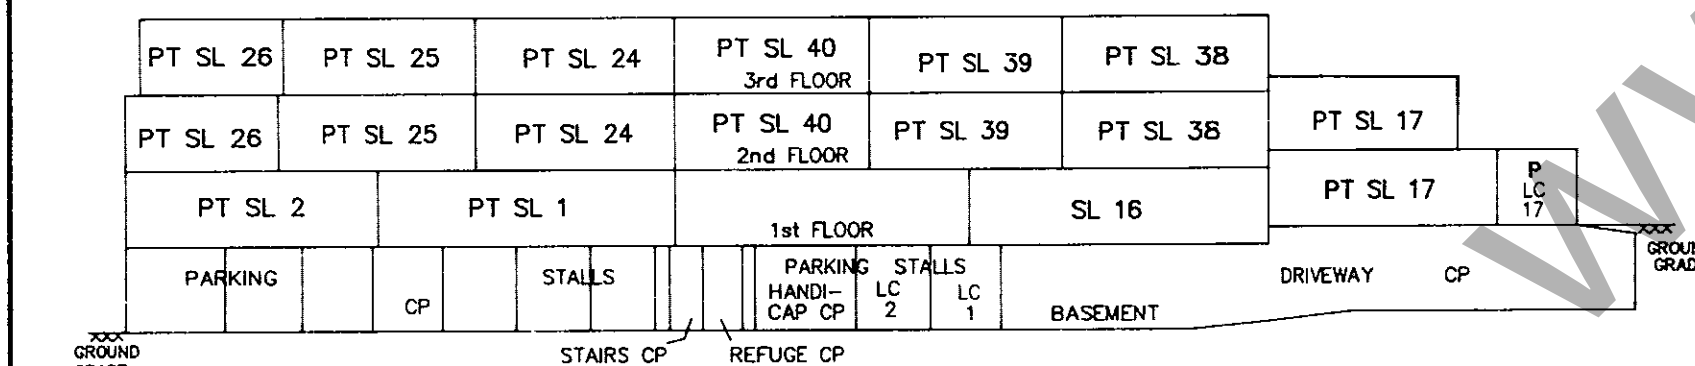 PT SL 26 PT SL 25 PT SL 24 PT SL 40 PT SL 39 PT SL 38
3rd FLOOR
PT SL 26 PT SL 25 PT SL 24 PT SL 40 PT SL 39 PT SL 38 PT SL 17
2nd FLOOR
PT SL 2 PT SL 1 SL 16 PT SL 17
1st FLOOR
P
LC
17
PARKING STALLS
CP
PARKING STALLS
HANDI-
CAP CP
LC
2
LC
1
BASEMENT
DRIVEWAY CP
GROUND
STAIRS CP
REFUGE CP